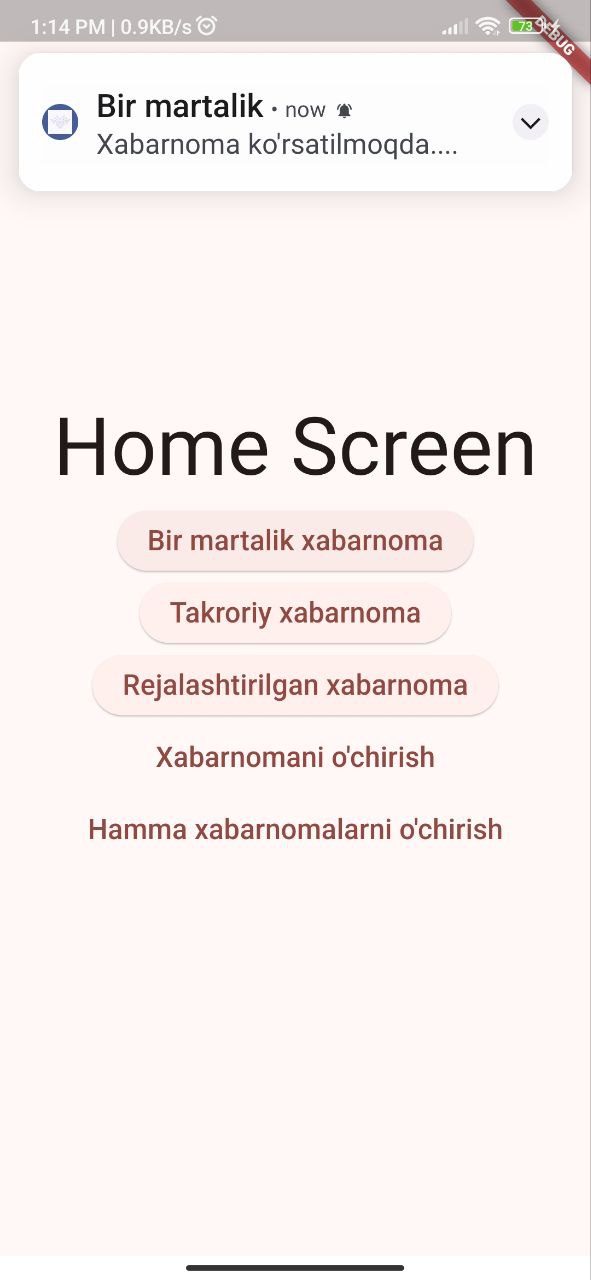 1:14 PM | 0.9KB/s
73
DEBUG
Bir martalik • now
Xabarnoma ko'rsatilmoqda....
Home Screen
Bir martalik xabarnoma
Takroriy xabarnoma
Rejalashtirilgan xabarnoma
Xabarnomani o'chirish
Hamma xabarnomalarni o'chirish